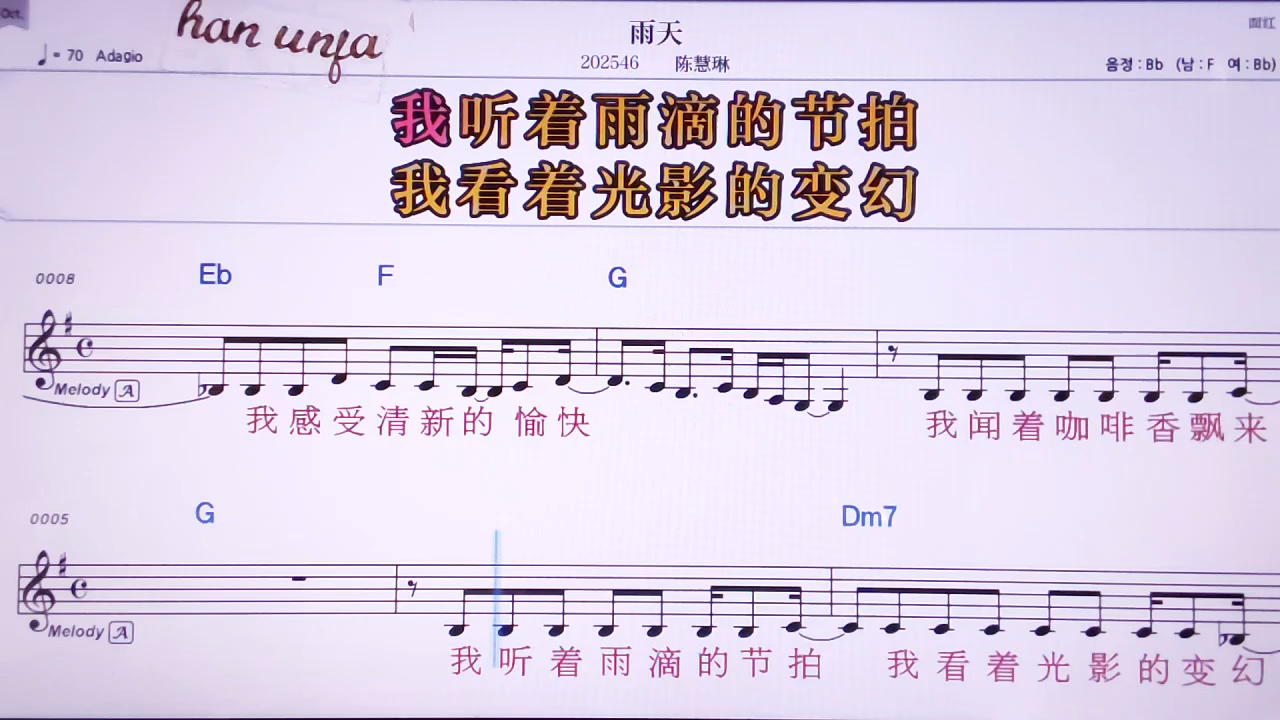 Oct.
han unfa
雨天
面红
♩= 70 Adagio
202546 陈慧琳
음정 : Bb (남 : F 여 : Bb)
我听着雨滴的节拍
我看着光影的变幻
0008 Eb F G
Melody A
我感受清新的 愉快 我闻着咖啡香飘来
0005 G Dm7
Melody A
我听着雨滴的节拍 我看着光影的变幻